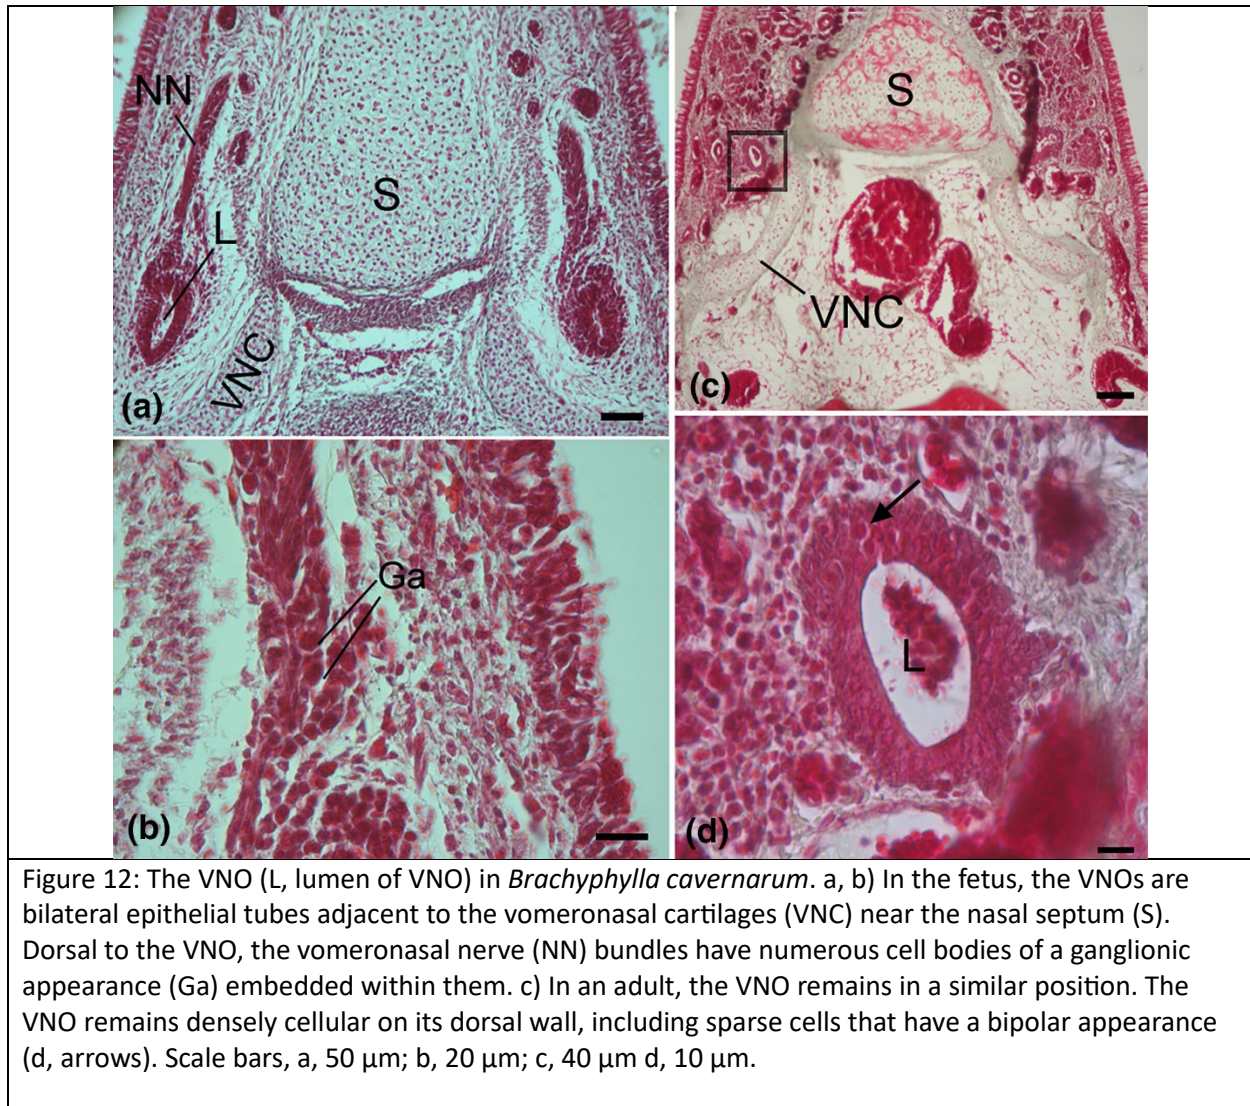 NN
L
S
VNC
(a)
S
VNC
(c)
Ga
(b)
L
(d)
Figure 12: The VNO (L, lumen of VNO) in Brachyphylla cavernarum. a, b) In the fetus, the VNOs are
bilateral epithelial tubes adjacent to the vomeronasal cartilages (VNC) near the nasal septum (S).
Dorsal to the VNO, the vomeronasal nerve (NN) bundles have numerous cell bodies of a ganglionic
appearance (Ga) embedded within them. c) In an adult, the VNO remains in a similar position. The
VNO remains densely cellular on its dorsal wall, including sparse cells that have a bipolar appearance
(d, arrows). Scale bars, a, 50 µm; b, 20 µm; c, 40 µm d, 10 µm.